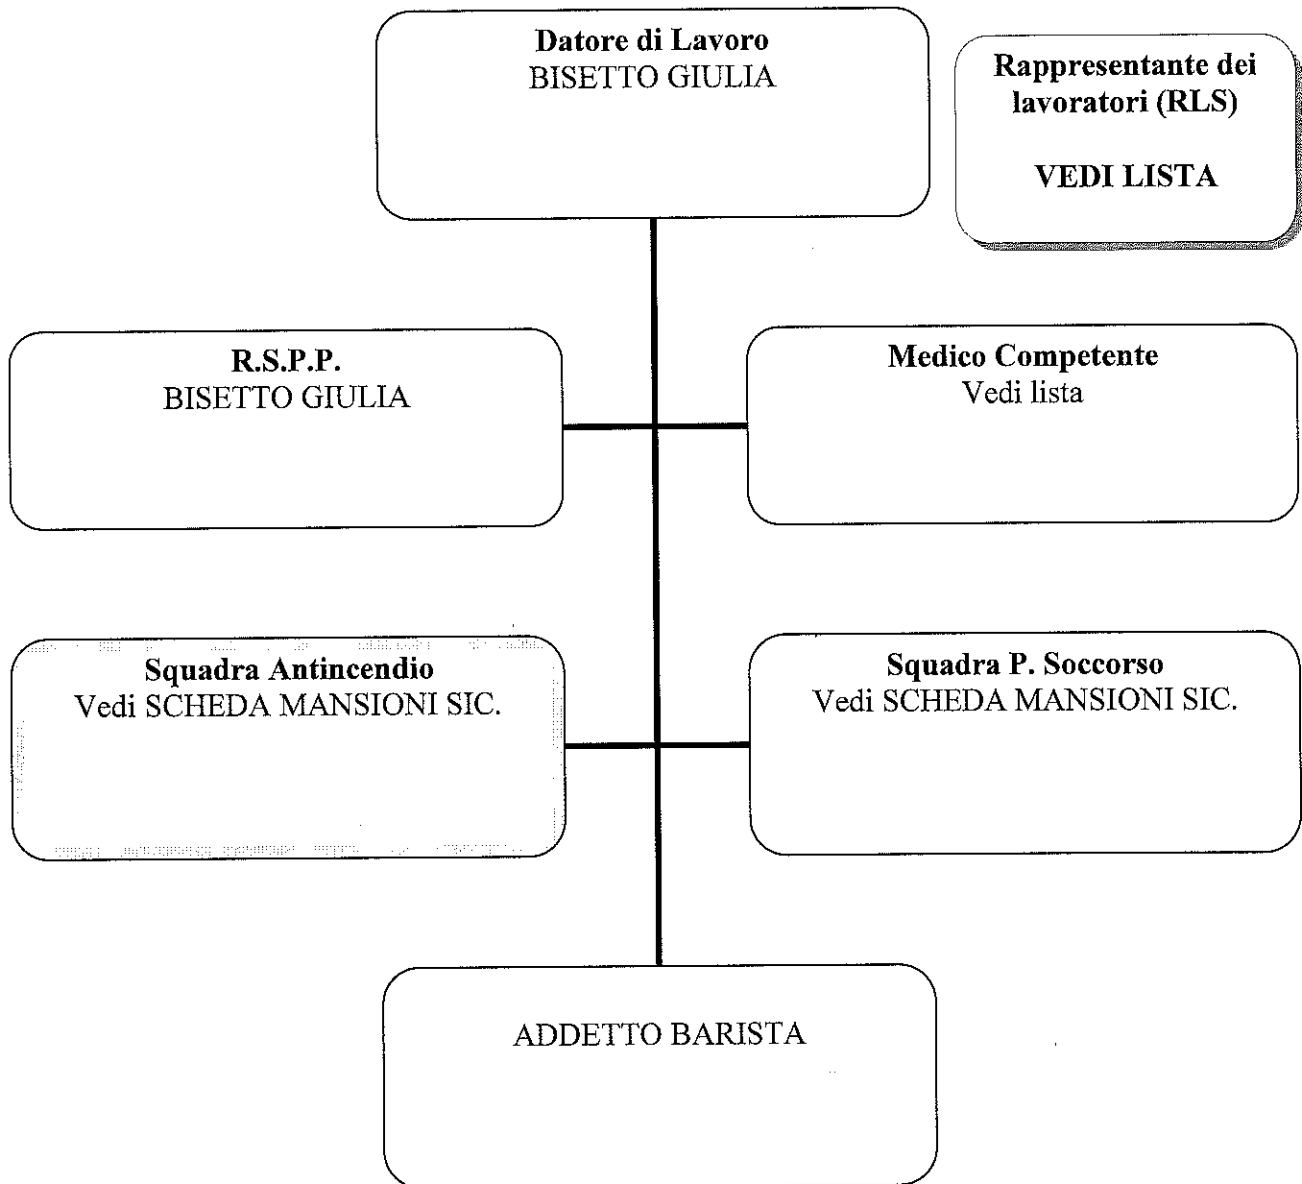 Datore di Lavoro
BISETTO GIULIA
Rappresentante dei
lavoratori (RLS)
VEDI LISTA
R.S.P.P.
BISETTO GIULIA
Medico Competente
Vedi lista
Squadra Antincendio
Vedi SCHEDA MANSIONI SIC.
Squadra P. Soccorso
Vedi SCHEDA MANSIONI SIC.
ADDETTO BARISTA